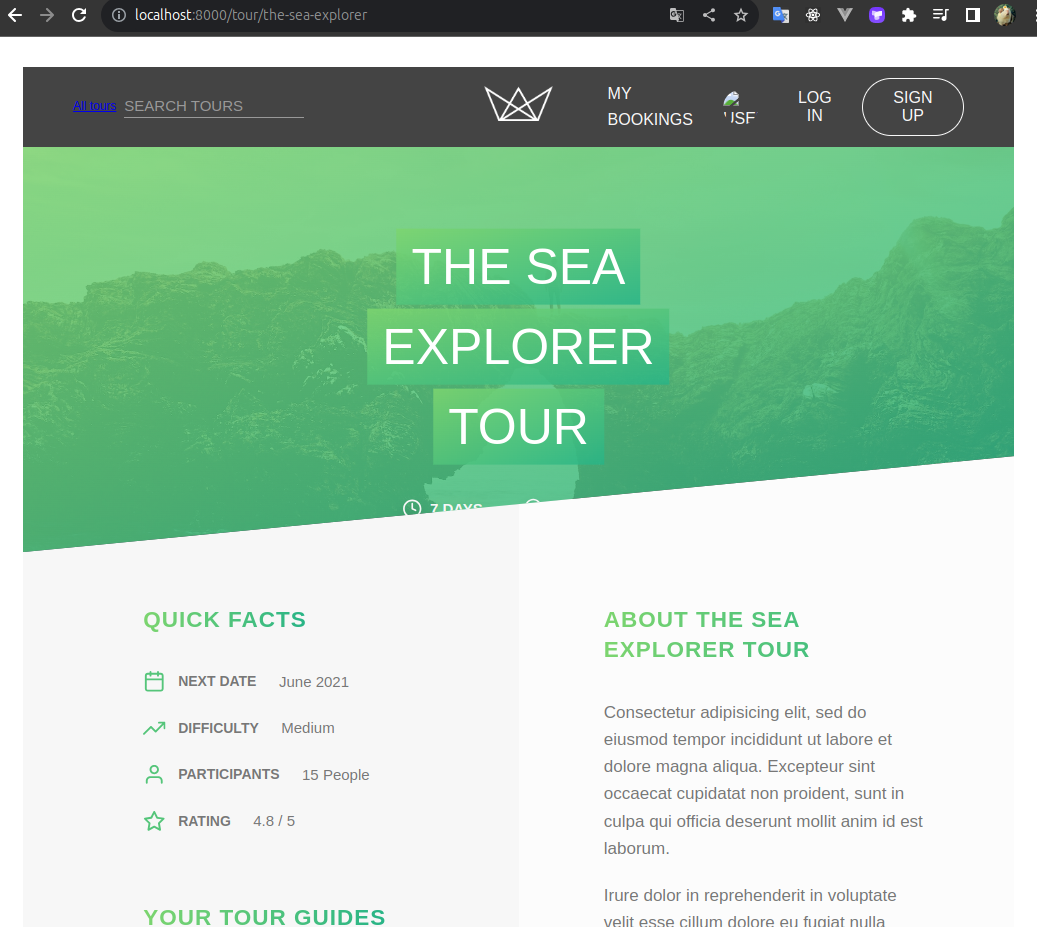 localhost:8000/tour/the-sea-explorer
All tours SEARCH TOURS
MY BOOKINGS
LOG IN
SIGN UP
THE SEA
EXPLORER
TOUR
7 DAYS
QUICK FACTS
NEXT DATE June 2021
DIFFICULTY Medium
PARTICIPANTS 15 People
RATING 4.8 / 5
YOUR TOUR GUIDES
ABOUT THE SEA
EXPLORER TOUR
Consectetur adipisicing elit, sed do
eiusmod tempor incididunt ut labore et
dolore magna aliqua. Excepteur sint
occaecat cupidatat non proident, sunt in
culpa qui officia deserunt mollit anim id est
laborum.
Irure dolor in reprehenderit in voluptate
velit esse cillum dolore eu fugiat nulla